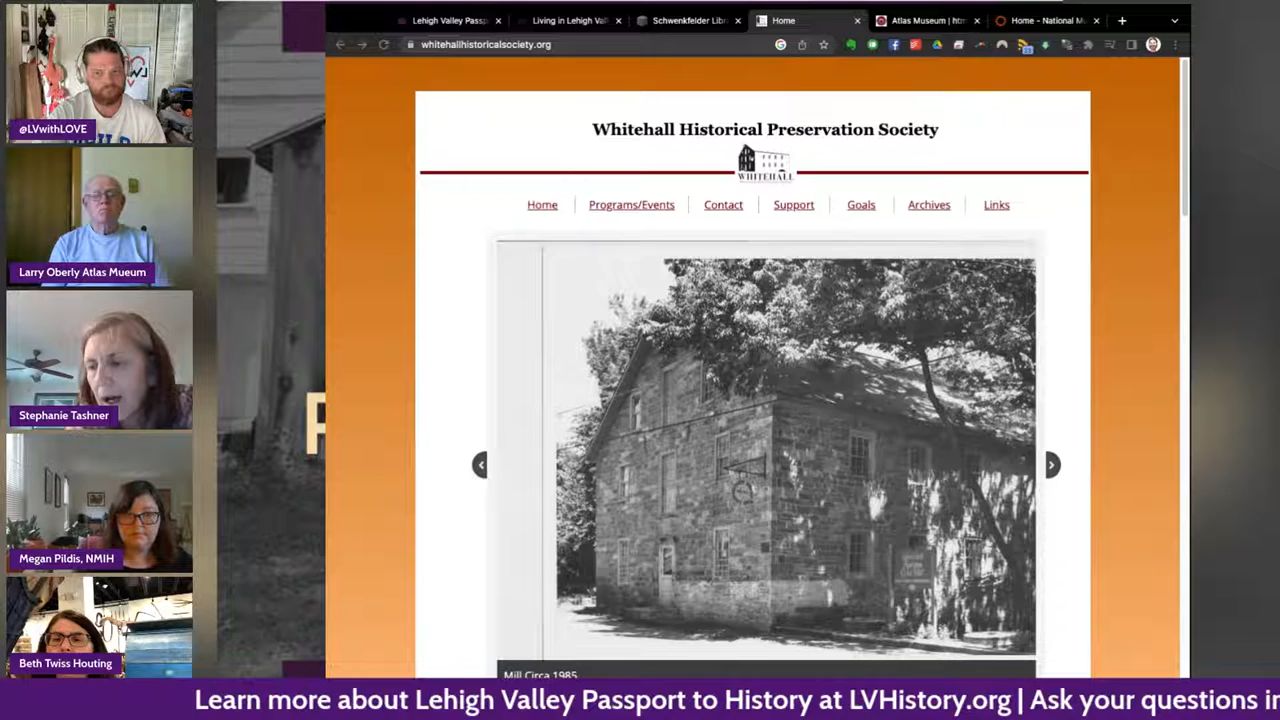 Lehigh Valley Passp
Living in Lehigh Val
Schwenkfelder Libr
Home
Atlas Museum | htm
Home - National M
whitehallhistoricalsociety.org
Whitehall Historical Preservation Society
WHITEHALL
Home
Programs/Events
Contact
Support
Goals
Archives
Links
Mill Circa 1985
@LVwithLOVE
Larry Oberly Atlas Mueum
Stephanie Tashner
Megan Pildis, NMIH
Beth Twiss Houting
Learn more about Lehigh Valley Passport to History at LVHistory.org | Ask your questions in